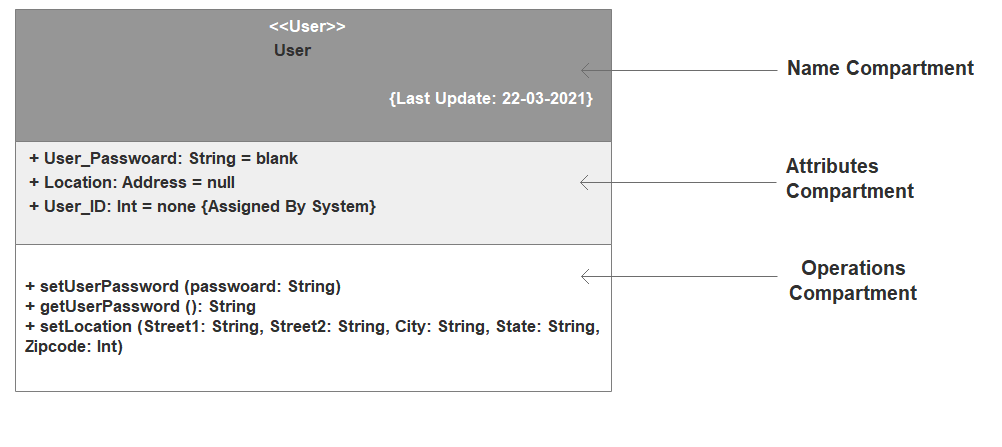 <<User>>
User
{Last Update: 22-03-2021}
Name Compartment
+ User_Passwoard: String = blank
+ Location: Address = null
+ User_ID: Int = none {Assigned By System}
Attributes
Compartment
+ setUserPassword (passwoard: String)
+ getUserPassword (): String
+ setLocation (Street1: String, Street2: String, City: String, State: String,
Zipcode: Int)
Operations
Compartment